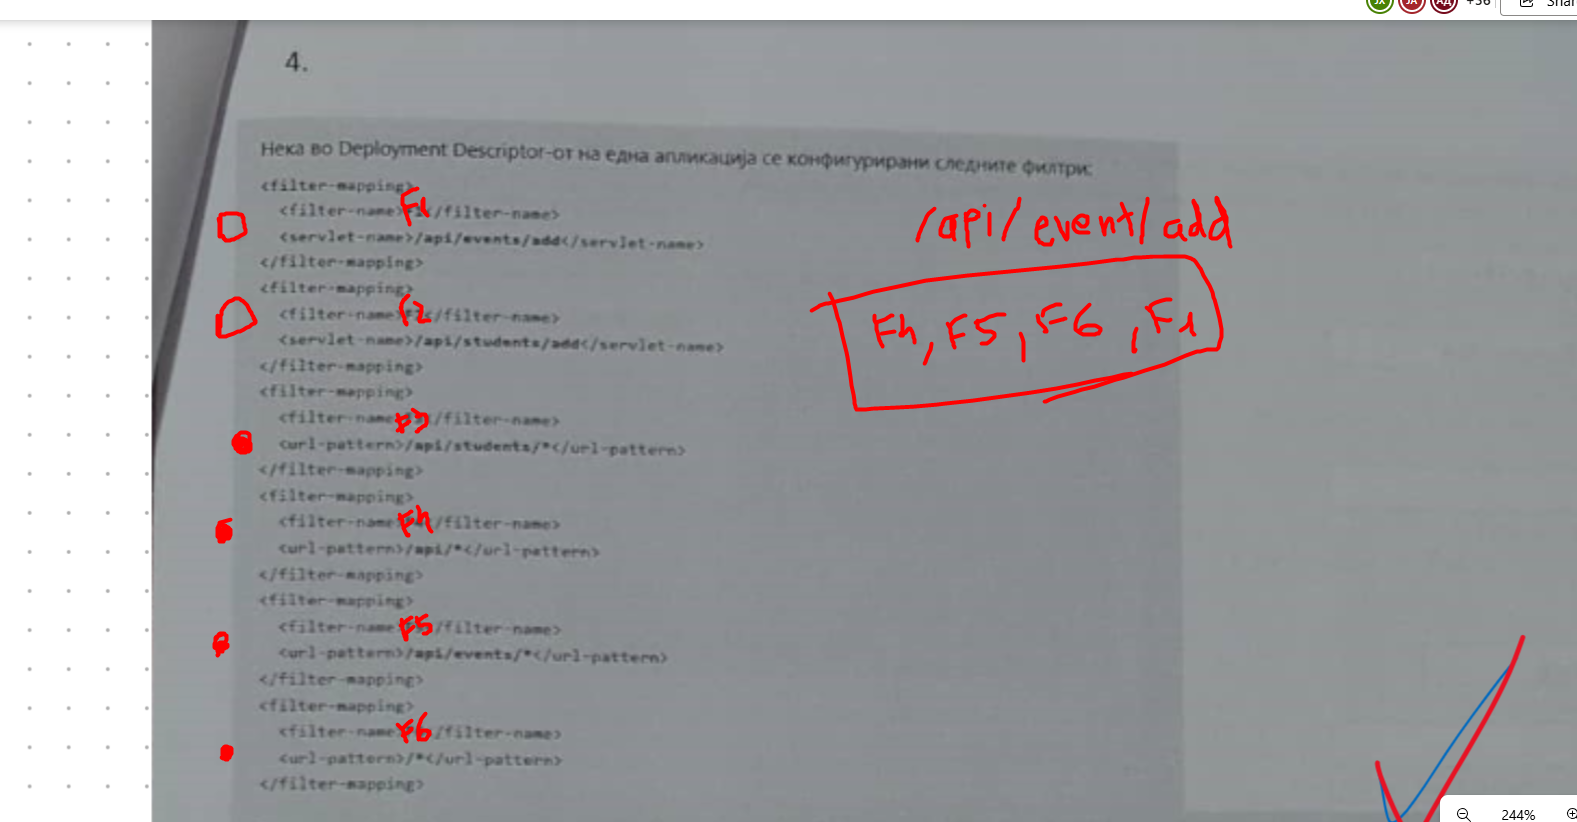 +36
Shar
4.
Нека во Deployment Descriptor-от на една апликација се конфигурирани следните филтри:
<filter-mapping>
<filter-name>F1</filter-name>
<servlet-name>/api/events/add</servlet-name>
</filter-mapping>
<filter-mapping>
<filter-name>f2</filter-name>
<servlet-name>/api/students/add</servlet-name>
</filter-mapping>
<filter-mapping>
<filter-name>F3</filter-name>
<url-pattern>/api/students/*</url-pattern>
</filter-mapping>
<filter-mapping>
<filter-name>F4</filter-name>
<url-pattern>/api/*</url-pattern>
</filter-mapping>
<filter-mapping>
<filter-name>F5</filter-name>
<url-pattern>/api/events/*</url-pattern>
</filter-mapping>
<filter-mapping>
<filter-name>F6</filter-name>
<url-pattern>/*</url-pattern>
</filter-mapping>
/api/event/add
F4, F5, F6, F1
244%